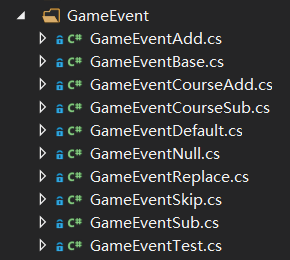 GameEvent
C# GameEventAdd.cs
C# GameEventBase.cs
C# GameEventCourseAdd.cs
C# GameEventCourseSub.cs
C# GameEventDefault.cs
C# GameEventNull.cs
C# GameEventReplace.cs
C# GameEventSkip.cs
C# GameEventSub.cs
C# GameEventTest.cs